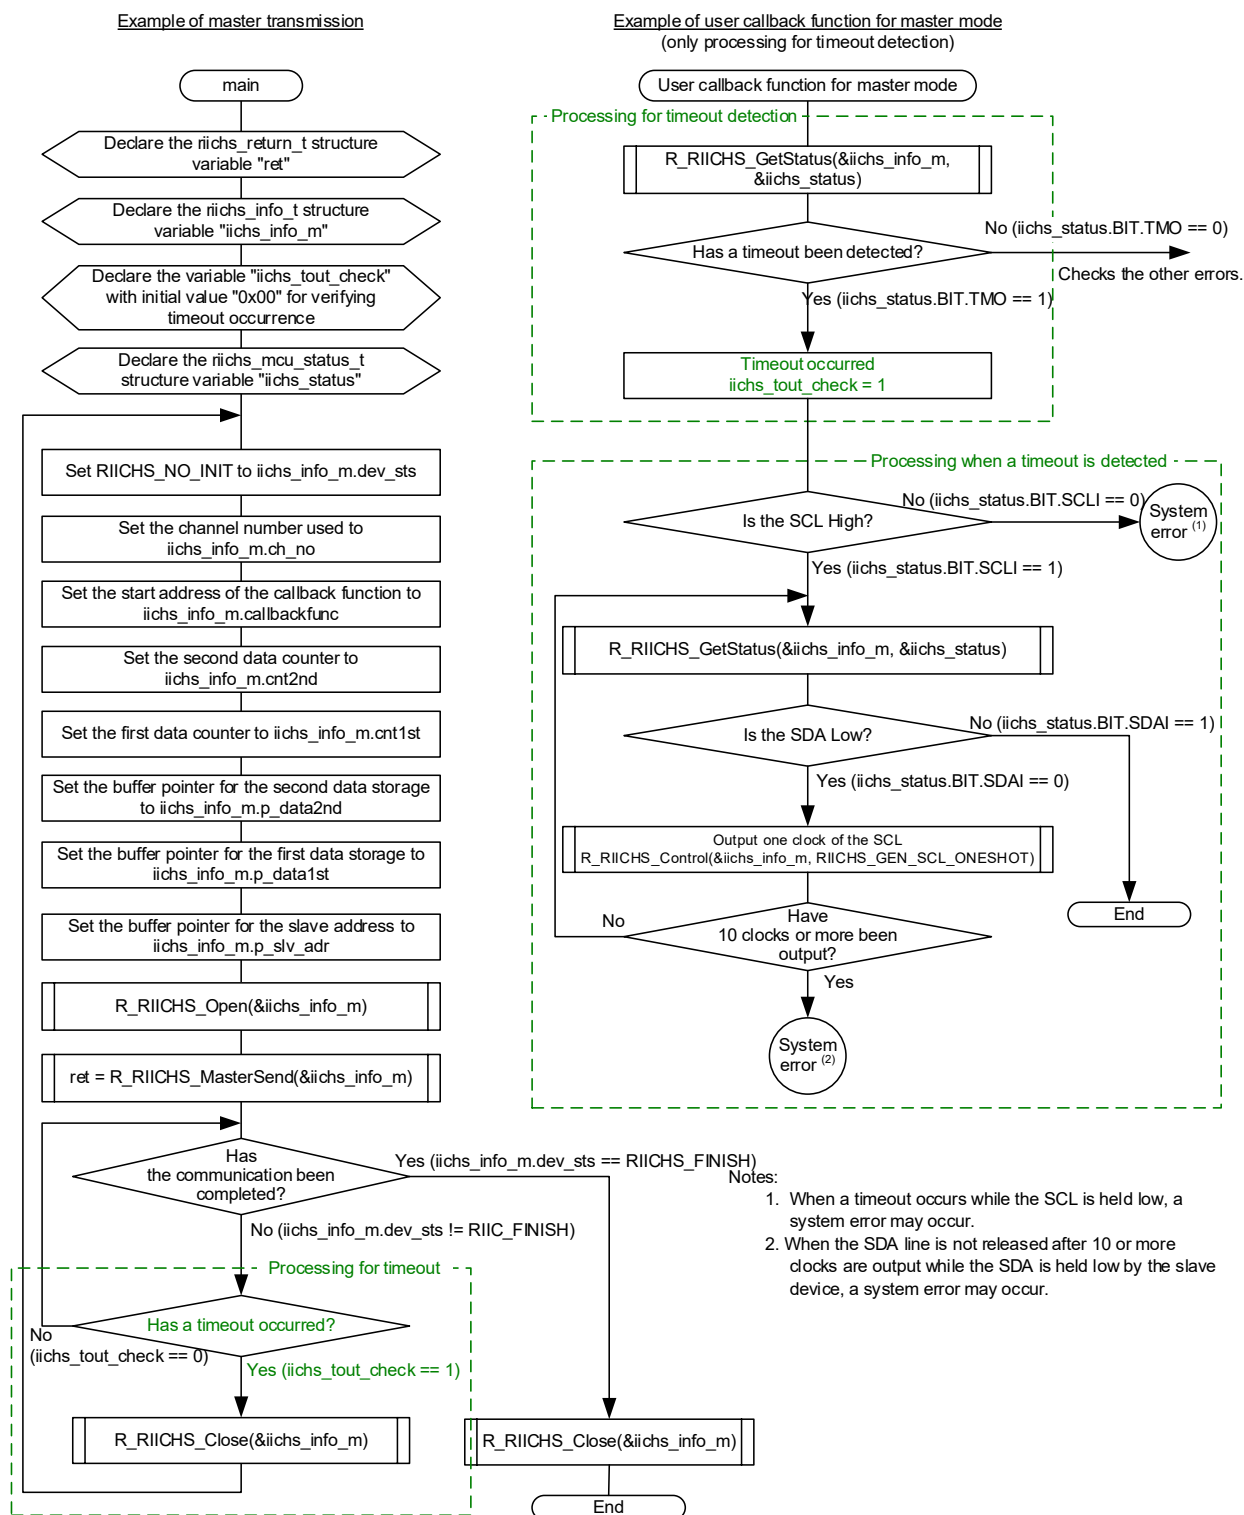 Example of master transmission
main
Declare the riichs_return_t structure
variable "ret"
Declare the riichs_info_t structure
variable "iichs_info_m"
Declare the variable "iichs_tout_check"
with initial value "0x00" for verifying
timeout occurrence
Declare the riichs_mcu_status_t
structure variable "iichs_status"
Set RIICHS_NO_INIT to iichs_info_m.dev_sts
Set the channel number used to
iichs_info_m.ch_no
Set the start address of the callback function to
iichs_info_m.callbackfunc
Set the second data counter to
iichs_info_m.cnt2nd
Set the first data counter to iichs_info_m.cnt1st
Set the buffer pointer for the second data storage
to iichs_info_m.p_data2nd
Set the buffer pointer for the first data storage to
iichs_info_m.p_data1st
Set the buffer pointer for the slave address to
iichs_info_m.p_slv_adr
R_RIICHS_Open(&iichs_info_m)
ret = R_RIICHS_MasterSend(&iichs_info_m)
Has
the communication been
completed?
Yes (iichs_info_m.dev_sts == RIICHS_FINISH)
No (iichs_info_m.dev_sts != RIIC_FINISH)
Processing for timeout
Has a timeout occurred?
No
(iichs_tout_check == 0)
Yes (iichs_tout_check == 1)
R_RIICHS_Close(&iichs_info_m)
R_RIICHS_Close(&iichs_info_m)
End
Example of user callback function for master mode
(only processing for timeout detection)
User callback function for master mode
Processing for timeout detection
R_RIICHS_GetStatus(&iichs_info_m,
&iichs_status)
Has a timeout been detected?
No (iichs_status.BIT.TMO == 0)
Checks the other errors.
Yes (iichs_status.BIT.TMO == 1)
Timeout occurred
iichs_tout_check = 1
Processing when a timeout is detected
Is the SCL High?
No (iichs_status.BIT.SCLI == 0)
System
error (1)
Yes (iichs_status.BIT.SCLI == 1)
R_RIICHS_GetStatus(&iichs_info_m, &iichs_status)
Is the SDA Low?
No (iichs_status.BIT.SDAI == 1)
Yes (iichs_status.BIT.SDAI == 0)
Output one clock of the SCL
R_RIICHS_Control(&iichs_info_m, RIICHS_GEN_SCL_ONESHOT)
End
Have
10 clocks or more been
output?
No
Yes
System
error (2)
Notes:
1. When a timeout occurs while the SCL is held low, a
system error may occur.
2. When the SDA line is not released after 10 or more
clocks are output while the SDA is held low by the slave
device, a system error may occur.